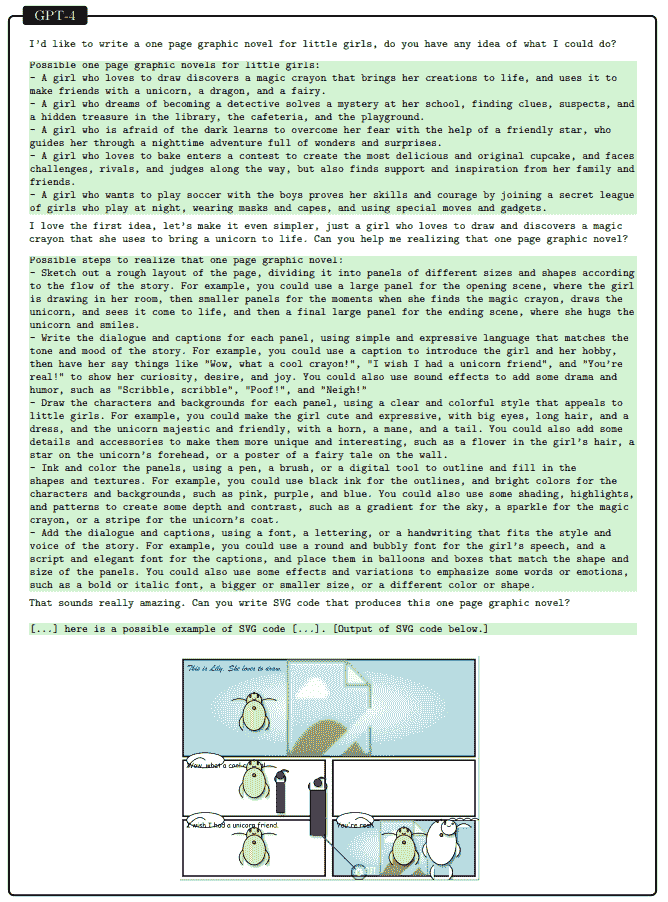 GPT-4
I'd like to write a one page graphic novel for little girls, do you have any idea of what I could do?
Possible one page graphic novels for little girls:
- A girl who loves to draw discovers a magic crayon that brings her creations to life, and uses it to
make friends with a unicorn, a dragon, and a fairy.
- A girl who dreams of becoming a detective solves a mystery at her school, finding clues, suspects, and
a hidden treasure in the library, the cafeteria, and the playground.
- A girl who is afraid of the dark learns to overcome her fear with the help of a friendly star, who
guides her through a nighttime adventure full of wonders and surprises.
- A girl who loves to bake enters a contest to create the most delicious and original cupcake, and faces
challenges, rivals, and judges along the way, but also finds support and inspiration from her family and
friends.
- A girl who wants to play soccer with the boys proves her skills and courage by joining a secret league
of girls who play at night, wearing masks and capes, and using special moves and gadgets.
I love the first idea, let's make it even simpler, just a girl who loves to draw and discovers a magic
crayon that she uses to bring a unicorn to life. Can you help me realizing that one page graphic novel?
Possible steps to realize that one page graphic novel:
- Sketch out a rough layout of the page, dividing it into panels of different sizes and shapes according
to the flow of the story. For example, you could use a large panel for the opening scene, where the girl
is drawing in her room, then smaller panels for the moments when she finds the magic crayon, draws the
unicorn, and sees it come to life, and then a final large panel for the ending scene, where she hugs the
unicorn and smiles.
- Write the dialogue and captions for each panel, using simple and expressive language that matches the
tone and mood of the story. For example, you could use a caption to introduce the girl and her hobby,
then have her say things like "Wow, what a cool crayon!", "I wish I had a unicorn friend", and "You're
real!" to show her curiosity, desire, and joy. You could also use sound effects to add some drama and
humor, such as "Scribble, scribble", "Poof!", and "Neigh!"
- Draw the characters and backgrounds for each panel, using a clear and colorful style that appeals to
little girls. For example, you could make the girl cute and expressive, with big eyes, long hair, and a
dress, and the unicorn majestic and friendly, with a horn, a mane, and a tail. You could also add some
details and accessories to make them more unique and interesting, such as a flower in the girl's hair, a
star on the unicorn's forehead, or a poster of a fairy tale on the wall.
- Ink and color the panels, using a pen, a brush, or a digital tool to outline and fill in the
shapes and textures. For example, you could use black ink for the outlines, and bright colors for the
characters and backgrounds, such as pink, purple, and blue. You could also use some shading, highlights,
and patterns to create some depth and contrast, such as a gradient for the sky, a sparkle for the magic
crayon, or a stripe for the unicorn's coat.
- Add the dialogue and captions, using a font, a lettering, or a handwriting that fits the style and
voice of the story. For example, you could use a round and bubbly font for the girl's speech, and a
script and elegant font for the captions, and place them in balloons and boxes that match the shape and
size of the panels. You could also use some effects and variations to emphasize some words or emotions,
such as a bold or italic font, a bigger or smaller size, or a different color or shape.
That sounds really amazing. Can you write SVG code that produces this one page graphic novel?
[...] here is a possible example of SVG code [...]. [Output of SVG code below.]
This is Lily. She loves to draw.
Wow, what a cool
I wish I had a unicorn friend.
You're